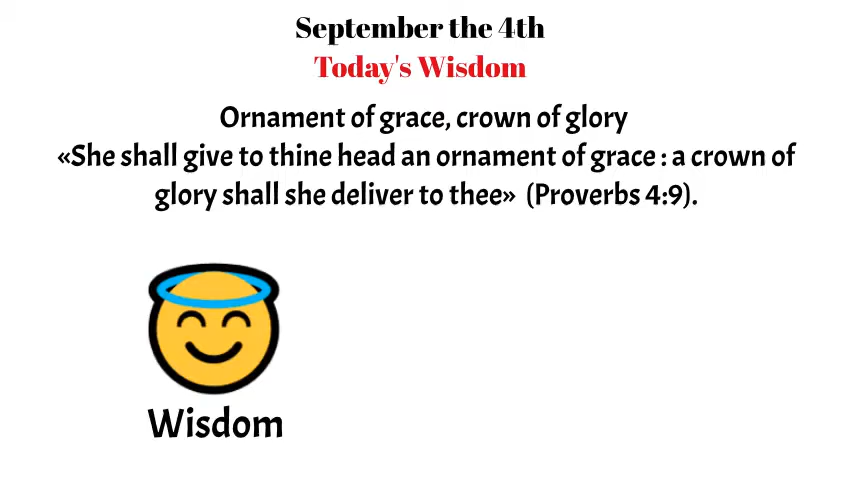 September the 4th
Today's Wisdom
Ornament of grace, crown of glory
«She shall give to thine head an ornament of grace : a crown of
glory shall she deliver to thee» (Proverbs 4:9).
Wisdom